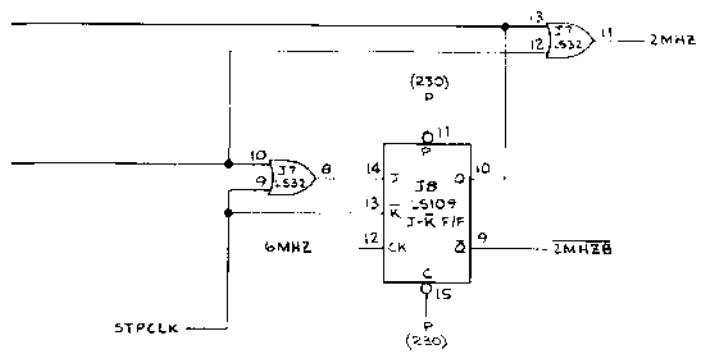 13
J7
LS32
11
2MHZ
12
(230)
P
11
P
10
J7
LS32
8
9
14
J
J8
Q
10
LS109
13
K̅
J-K̅ F/F
6MHZ
12
CK
Q̅
9
2̅M̅H̅Z̅B̅
C
15
STPCLK
P
(230)